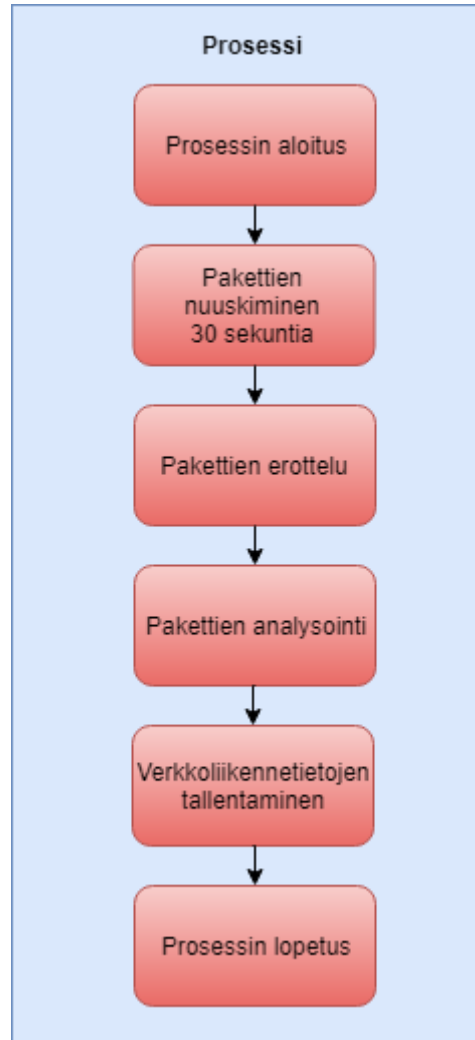 Prosessi
Prosessin aloitus
Pakettien
nuuskiminen
30 sekuntia
Pakettien erottelu
Pakettien analysointi
Verkkoliikennetietojen
tallentaminen
Prosessin lopetus